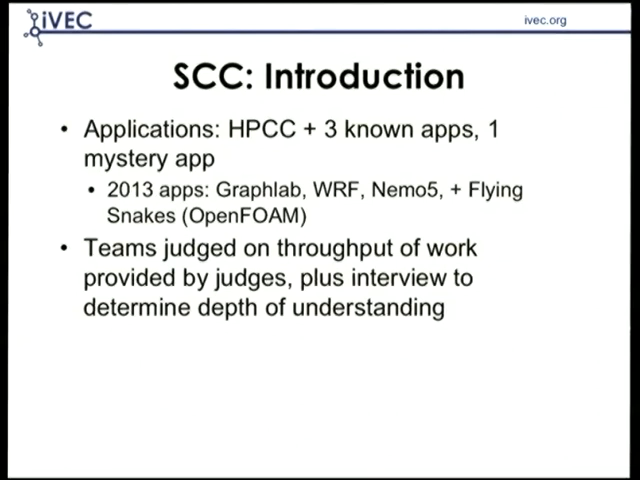 iVEC
ivec.org
SCC: Introduction
• Applications: HPCC + 3 known apps, 1
mystery app
• 2013 apps: Graphlab, WRF, Nemo5, + Flying
Snakes (OpenFOAM)
• Teams judged on throughput of work
provided by judges, plus interview to
determine depth of understanding